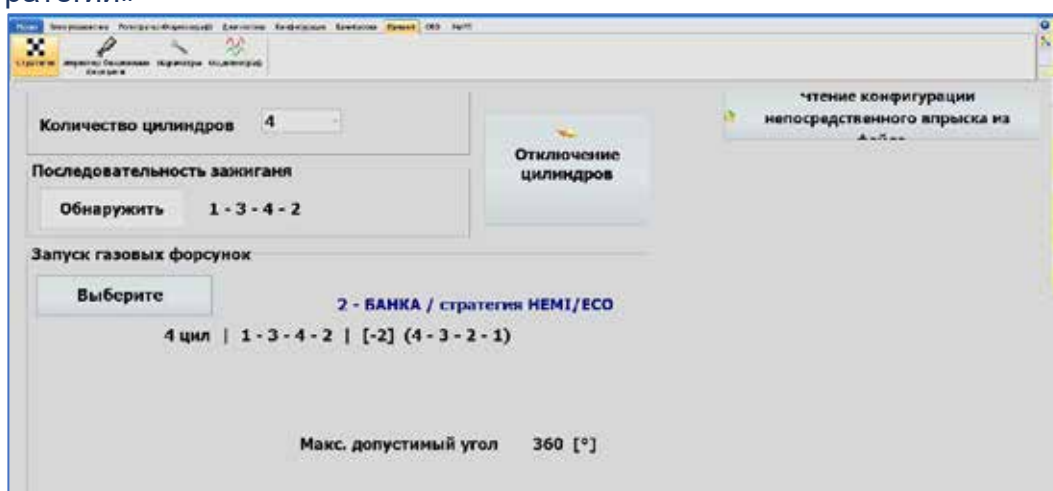 ратегии»
Стратегия
Параметры
Осциллограф
Количество цилиндров 4
Отключение
цилиндров
чтение конфигурации
непосредственного впрыска из
Последовательность зажиганя
Обнаружить 1 - 3 - 4 - 2
Запуск газовых форсунок
Выберите
2 - БАНКА / стратегия HEMI/ECO
4 цил | 1 - 3 - 4 - 2 | [-2] (4 - 3 - 2 - 1)
Макс. допустимый угол 360 [°]